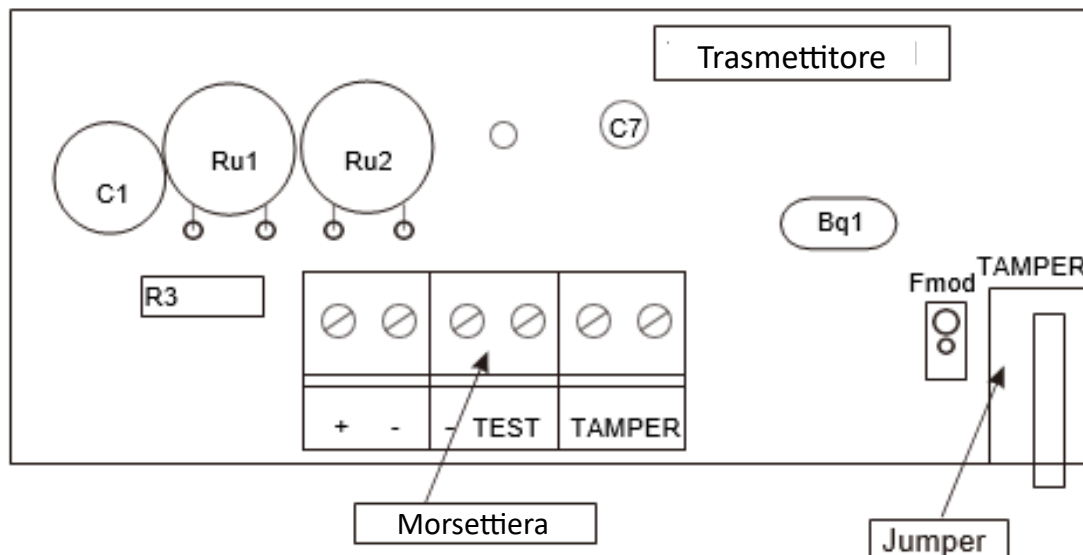 Trasmettitore
C7
Ru1
Ru2
C1
Bq1
TAMPER
Fmod
R3
+ - - TEST TAMPER
Morsettiera
Jumper